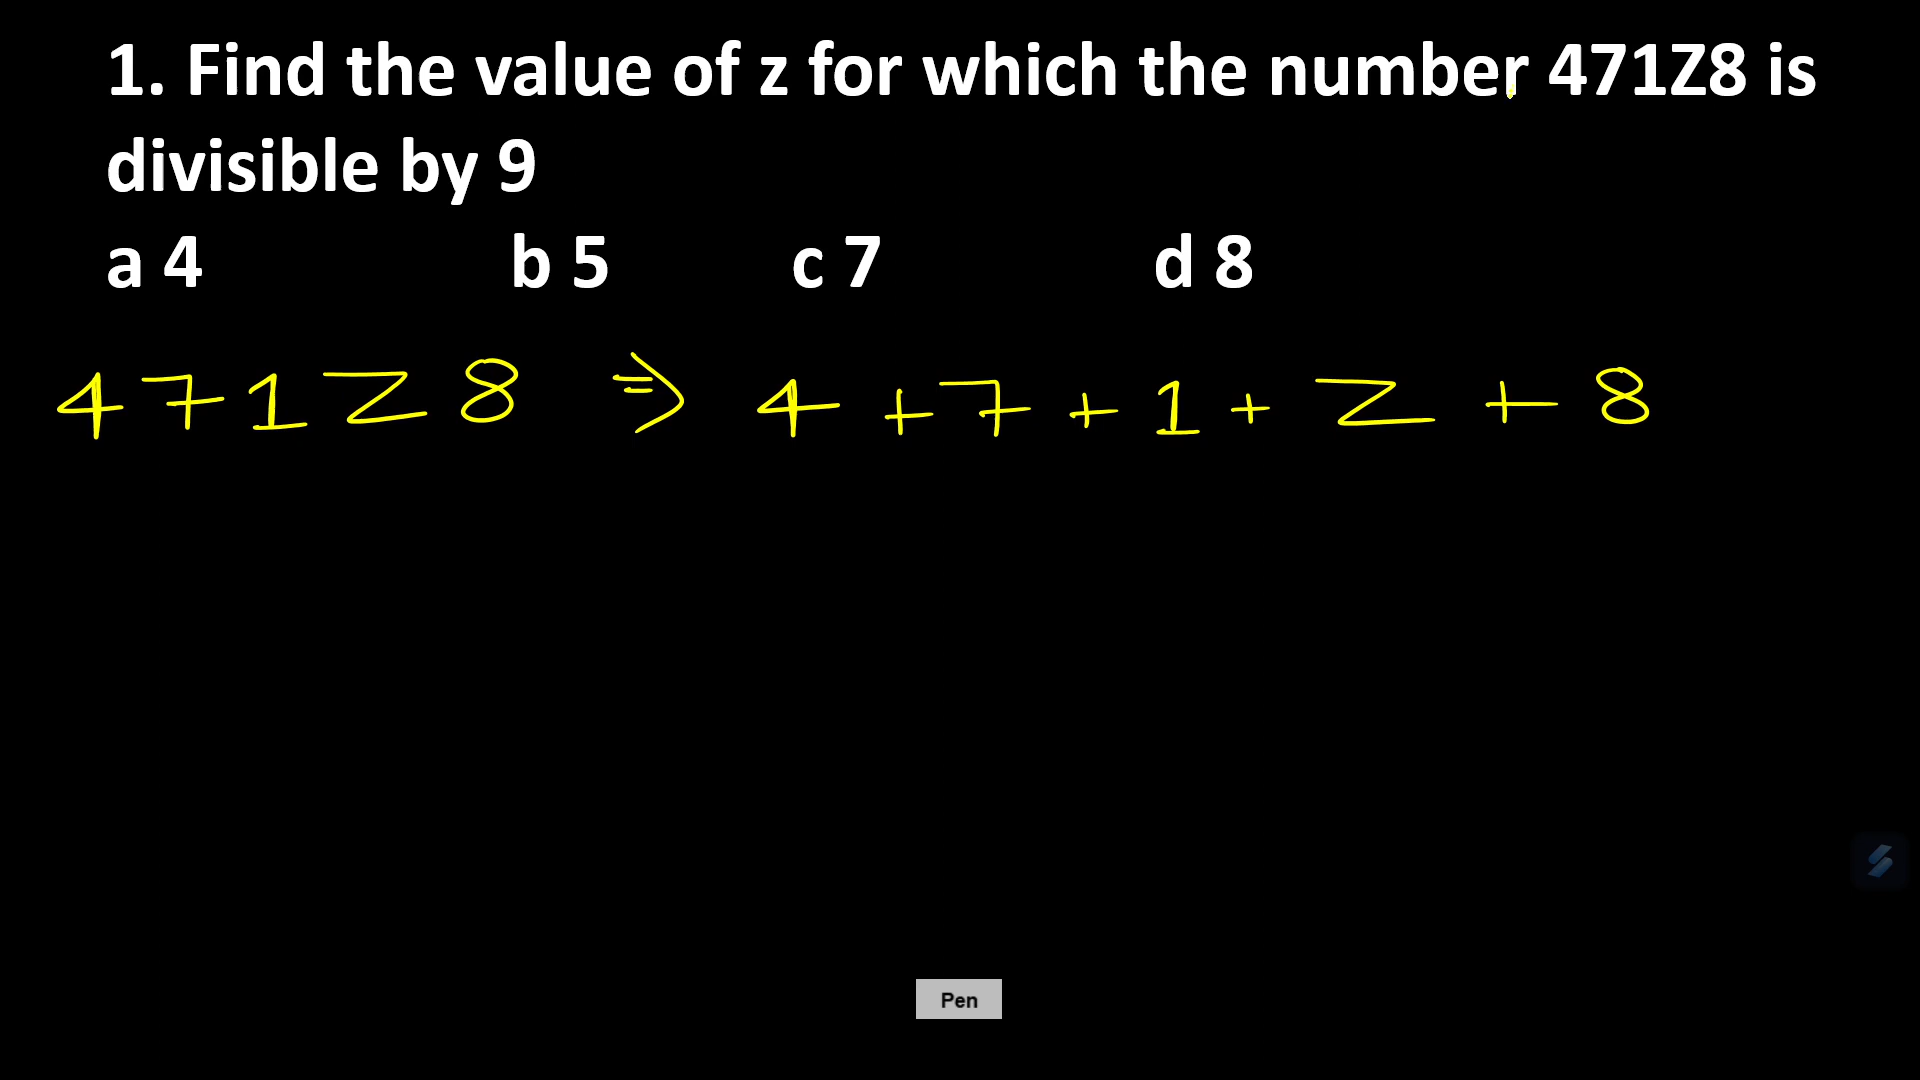 1. Find the value of z for which the number 471Z8 is
divisible by 9
a 4 b 5 c 7 d 8
471Z8 ⇒ 4 + 7 + 1 + Z + 8
Pen